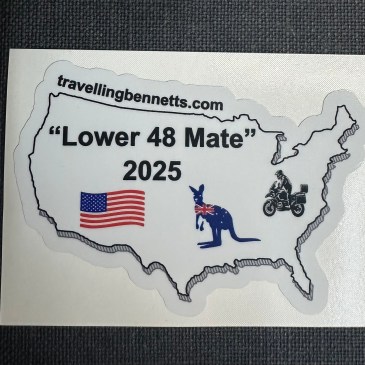 travellingbennetts.com
“Lower 48 Mate”
2025